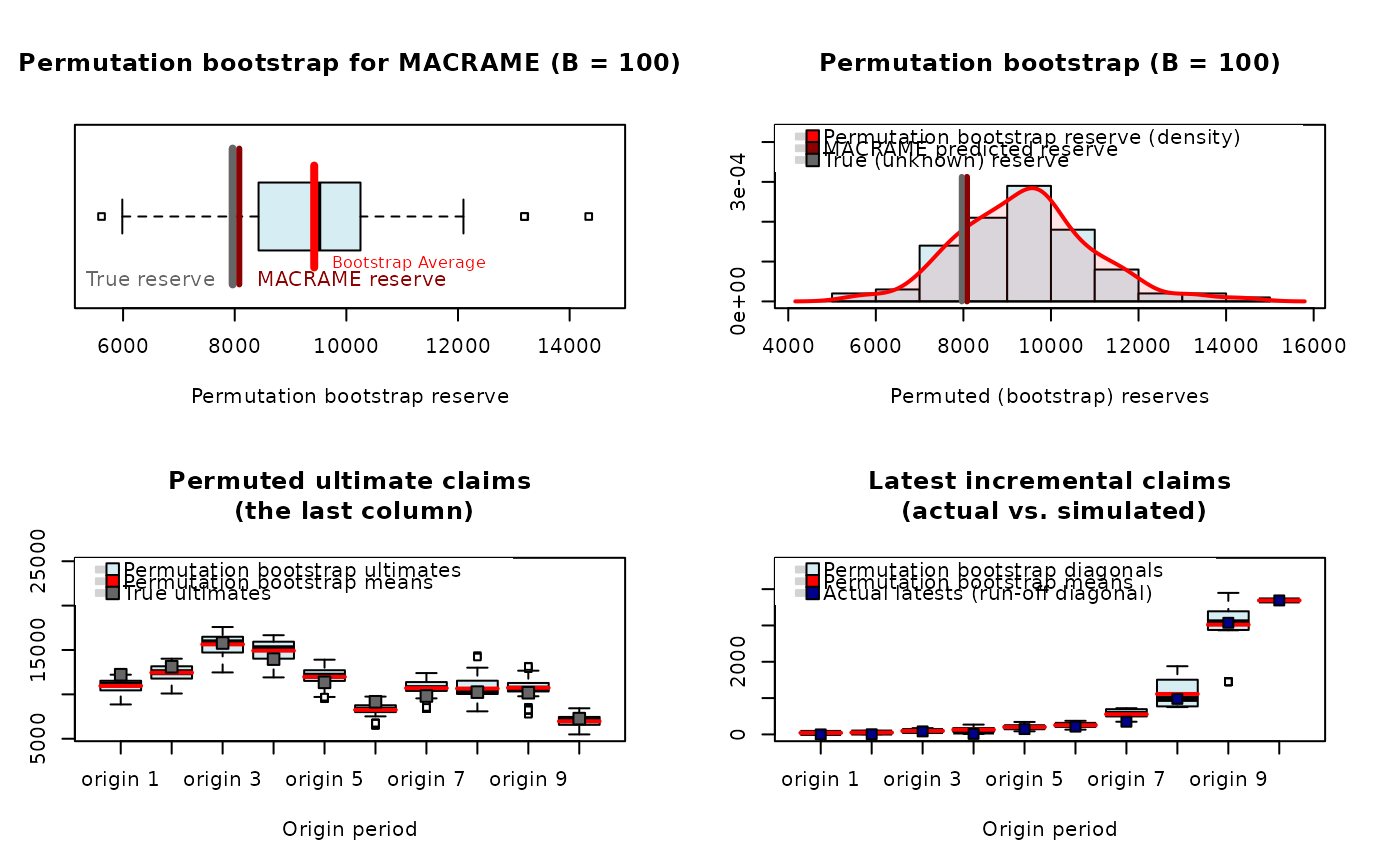 Permutation bootstrap for MACRAME (B = 100)
Bootstrap Average
True reserve
MACRAME reserve
6000
8000
10000
12000
14000
Permutation bootstrap reserve
Permutation bootstrap (B = 100)
Permutation bootstrap reserve (density)
MACRAME predicted reserve
True (unknown) reserve
3e-04
0e+00
4000
6000
8000
10000
12000
14000
16000
Permuted (bootstrap) reserves
Permuted ultimate claims
(the last column)
Permutation bootstrap ultimates
Permutation bootstrap means
True ultimates
25000
15000
5000
origin 1
origin 3
origin 5
origin 7
origin 9
Origin period
Latest incremental claims
(actual vs. simulated)
Permutation bootstrap diagonals
Permutation bootstrap means
Actual latests (run-off diagonal)
2000
0
origin 1
origin 3
origin 5
origin 7
origin 9
Origin period